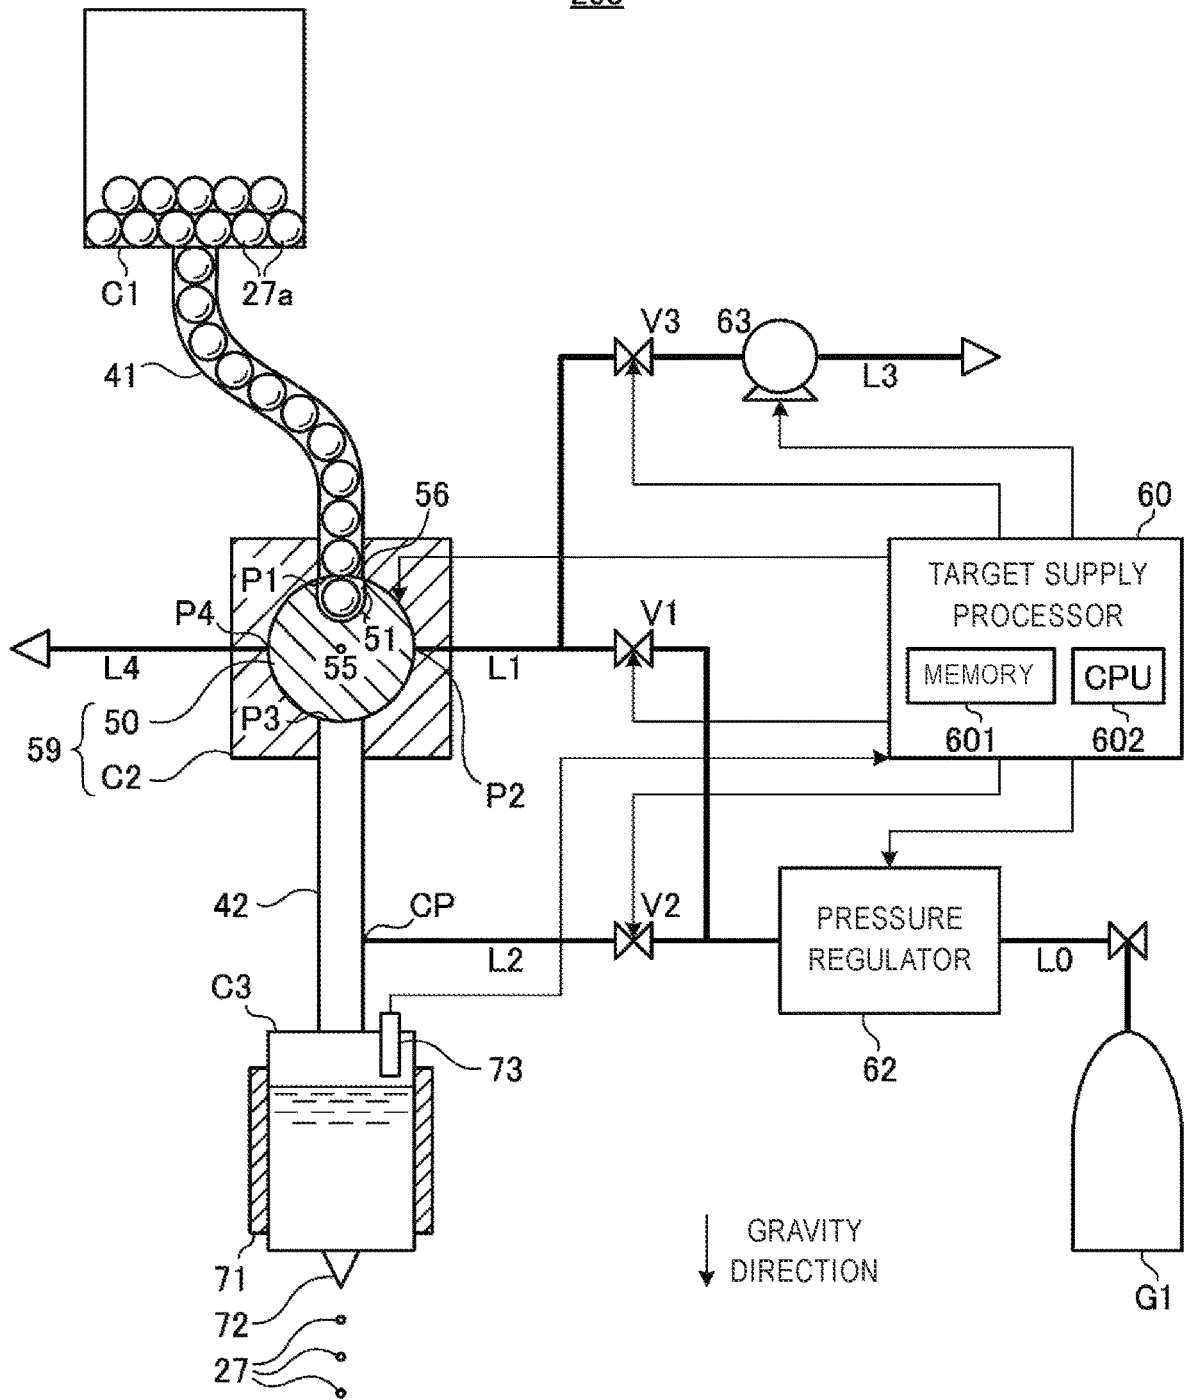 C1
27a
41
V3
63
L3
56
60
P1
TARGET SUPPLY
PROCESSOR
P4
51
V1
L4
55
L1
MEMORY
CPU
50
P3
601
602
59
C2
P2
42
CP
V2
PRESSURE
REGULATOR
L2
L0
C3
73
62
GRAVITY
DIRECTION
71
G1
72
27